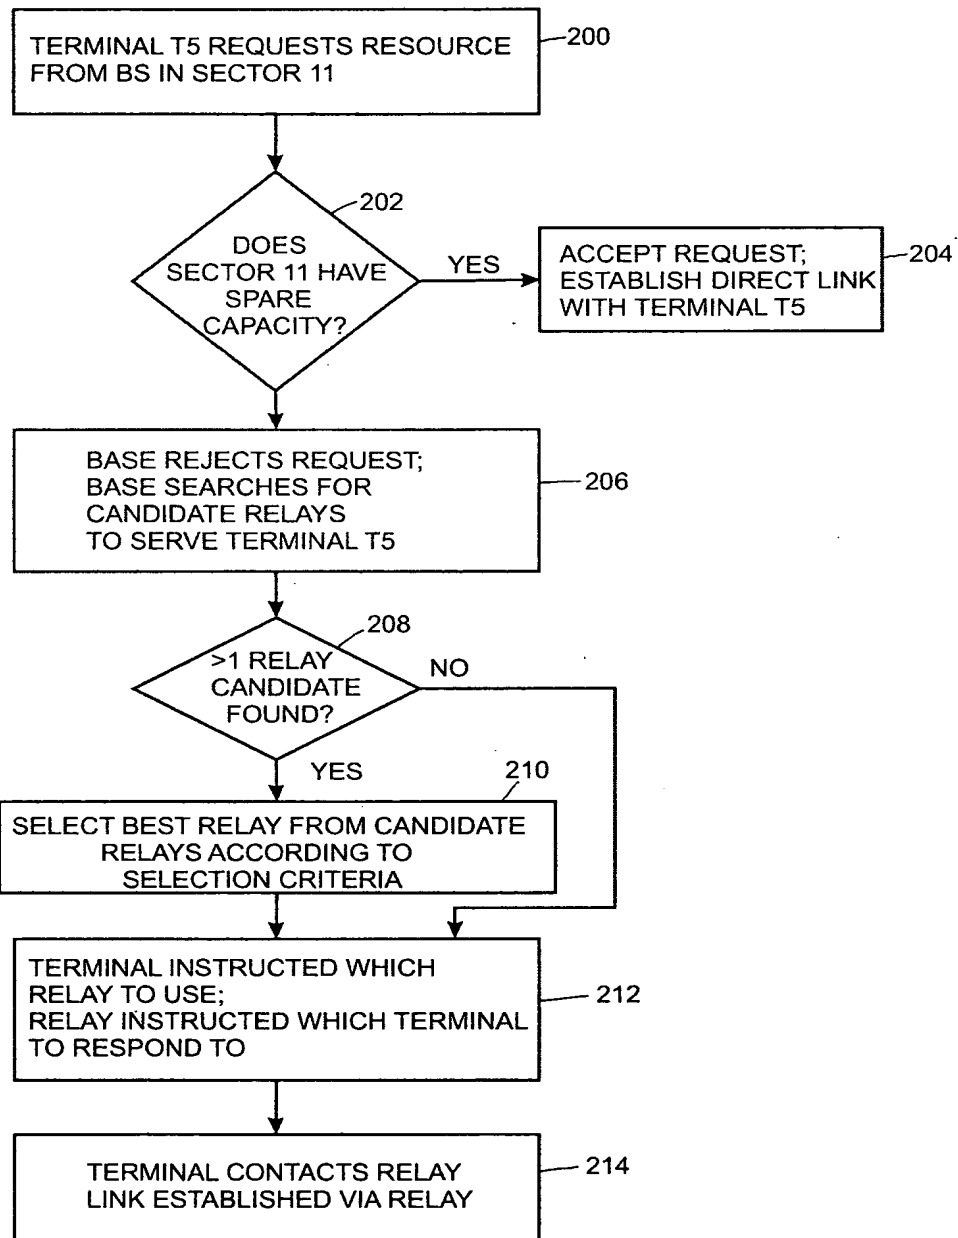 TERMINAL T5 REQUESTS RESOURCE
FROM BS IN SECTOR 11
200
202
DOES
SECTOR 11 HAVE
SPARE
CAPACITY?
YES
ACCEPT REQUEST;
ESTABLISH DIRECT LINK
WITH TERMINAL T5
204
BASE REJECTS REQUEST;
BASE SEARCHES FOR
CANDIDATE RELAYS
TO SERVE TERMINAL T5
206
208
>1 RELAY
CANDIDATE
FOUND?
NO
YES
210
SELECT BEST RELAY FROM CANDIDATE
RELAYS ACCORDING TO
SELECTION CRITERIA
TERMINAL INSTRUCTED WHICH
RELAY TO USE;
RELAY INSTRUCTED WHICH TERMINAL
TO RESPOND TO
212
TERMINAL CONTACTS RELAY
LINK ESTABLISHED VIA RELAY
214